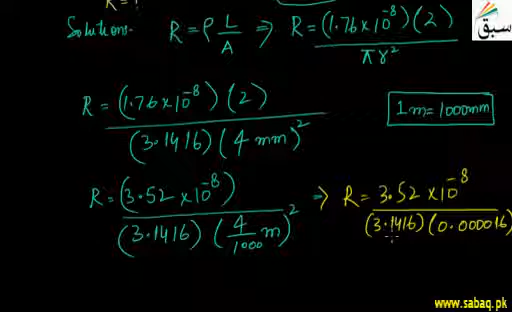 R = ?
Solution:- R = ρ L/A ⇒ R = (1.76 × 10⁻⁸)(2) / πr²
سبق
R = (1.76 × 10⁻⁸)(2) / (3.1416)(4 mm)²
1 m = 1000mm
R = (3.52 × 10⁻⁸) / (3.1416)(4/1000 m)² ⇒ R = 3.52 × 10⁻⁸ / (3.1416)(0.000016)
www.sabaq.pk